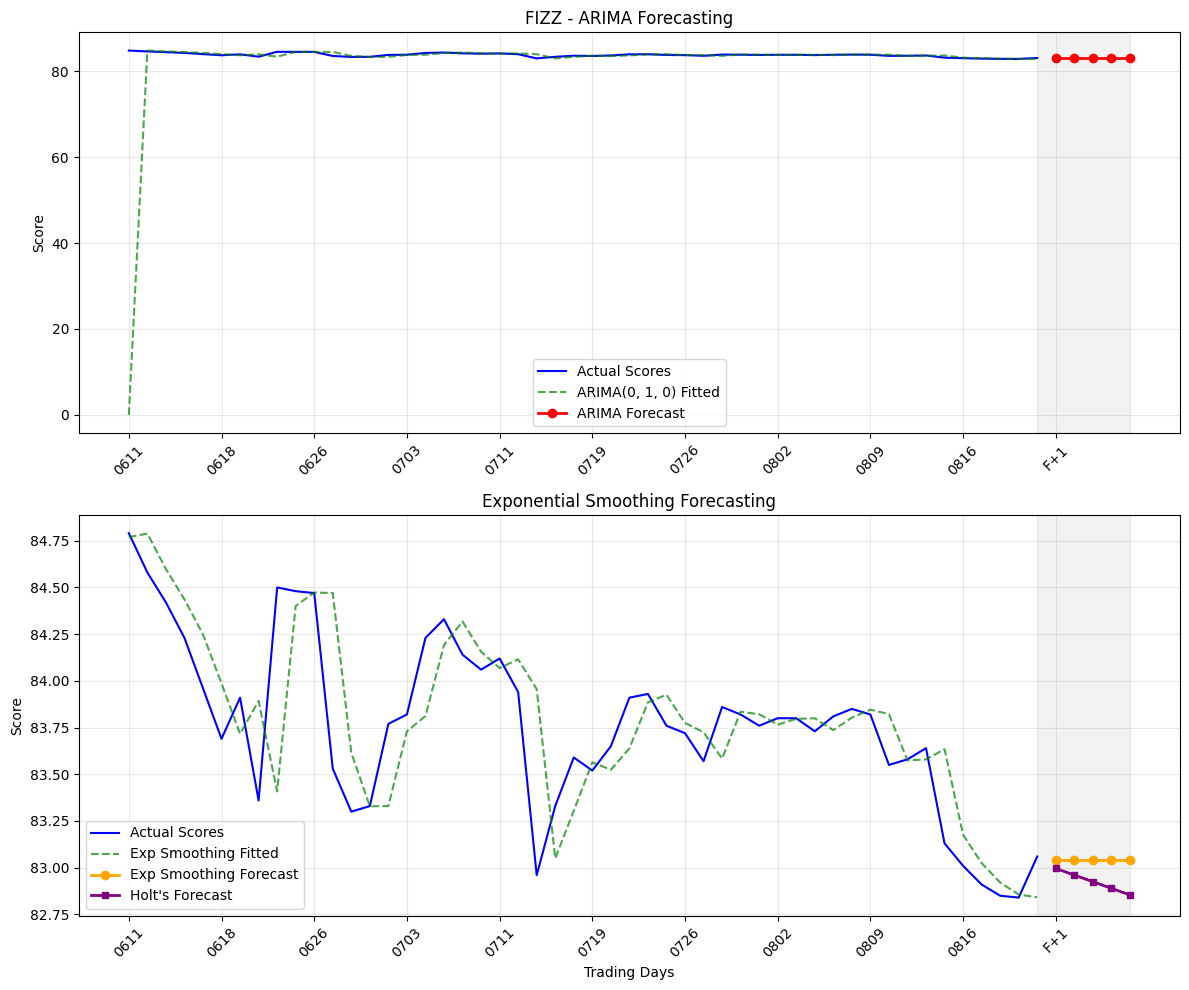 FIZZ - ARIMA Forecasting
Score
80
60
40
20
0
Actual Scores
ARIMA(0, 1, 0) Fitted
ARIMA Forecast
0611
0618
0626
0703
0711
0719
0726
0802
0809
0816
F+1
Exponential Smoothing Forecasting
Score
84.75
84.50
84.25
84.00
83.75
83.50
83.25
83.00
82.75
Actual Scores
Exp Smoothing Fitted
Exp Smoothing Forecast
Holt's Forecast
0611
0618
0626
0703
0711
0719
0726
0802
0809
0816
F+1
Trading Days